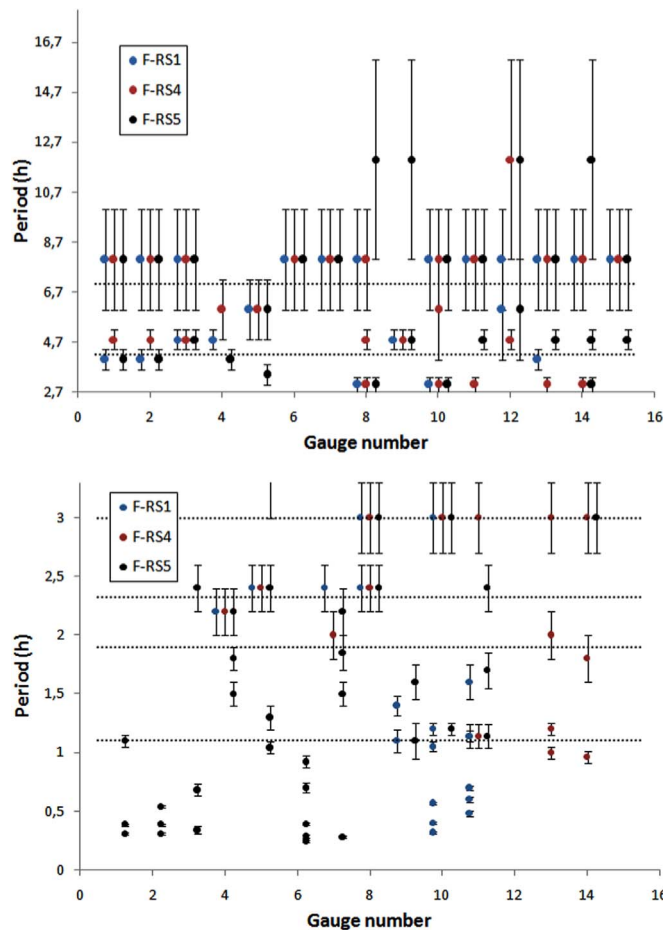 16,7
14,7
12,7
10,7
8,7
6,7
4,7
2,7
Period (h)
F-RS1
F-RS4
F-RS5
0 2 4 6 8 10 12 14 16
Gauge number
3
2,5
2
1,5
1
0,5
0
Period (h)
F-RS1
F-RS4
F-RS5
0 2 4 6 8 10 12 14 16
Gauge number